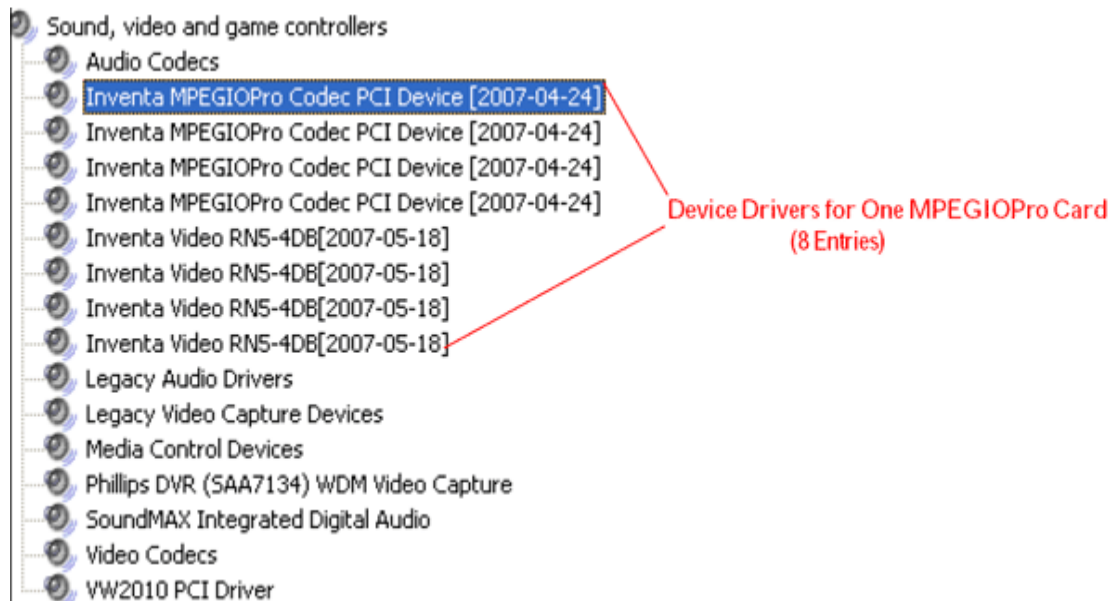 Sound, video and game controllers
Audio Codecs
Inventa MPEGIOPro Codec PCI Device [2007-04-24]
Inventa MPEGIOPro Codec PCI Device [2007-04-24]
Inventa MPEGIOPro Codec PCI Device [2007-04-24]
Inventa MPEGIOPro Codec PCI Device [2007-04-24]
Inventa Video RN5-4DB[2007-05-18]
Inventa Video RN5-4DB[2007-05-18]
Inventa Video RN5-4DB[2007-05-18]
Inventa Video RN5-4DB[2007-05-18]
Legacy Audio Drivers
Legacy Video Capture Devices
Media Control Devices
Phillips DVR (SAA7134) WDM Video Capture
SoundMAX Integrated Digital Audio
Video Codecs
VW2010 PCI Driver
Device Drivers for One MPEGIOPro Card
(8 Entries)